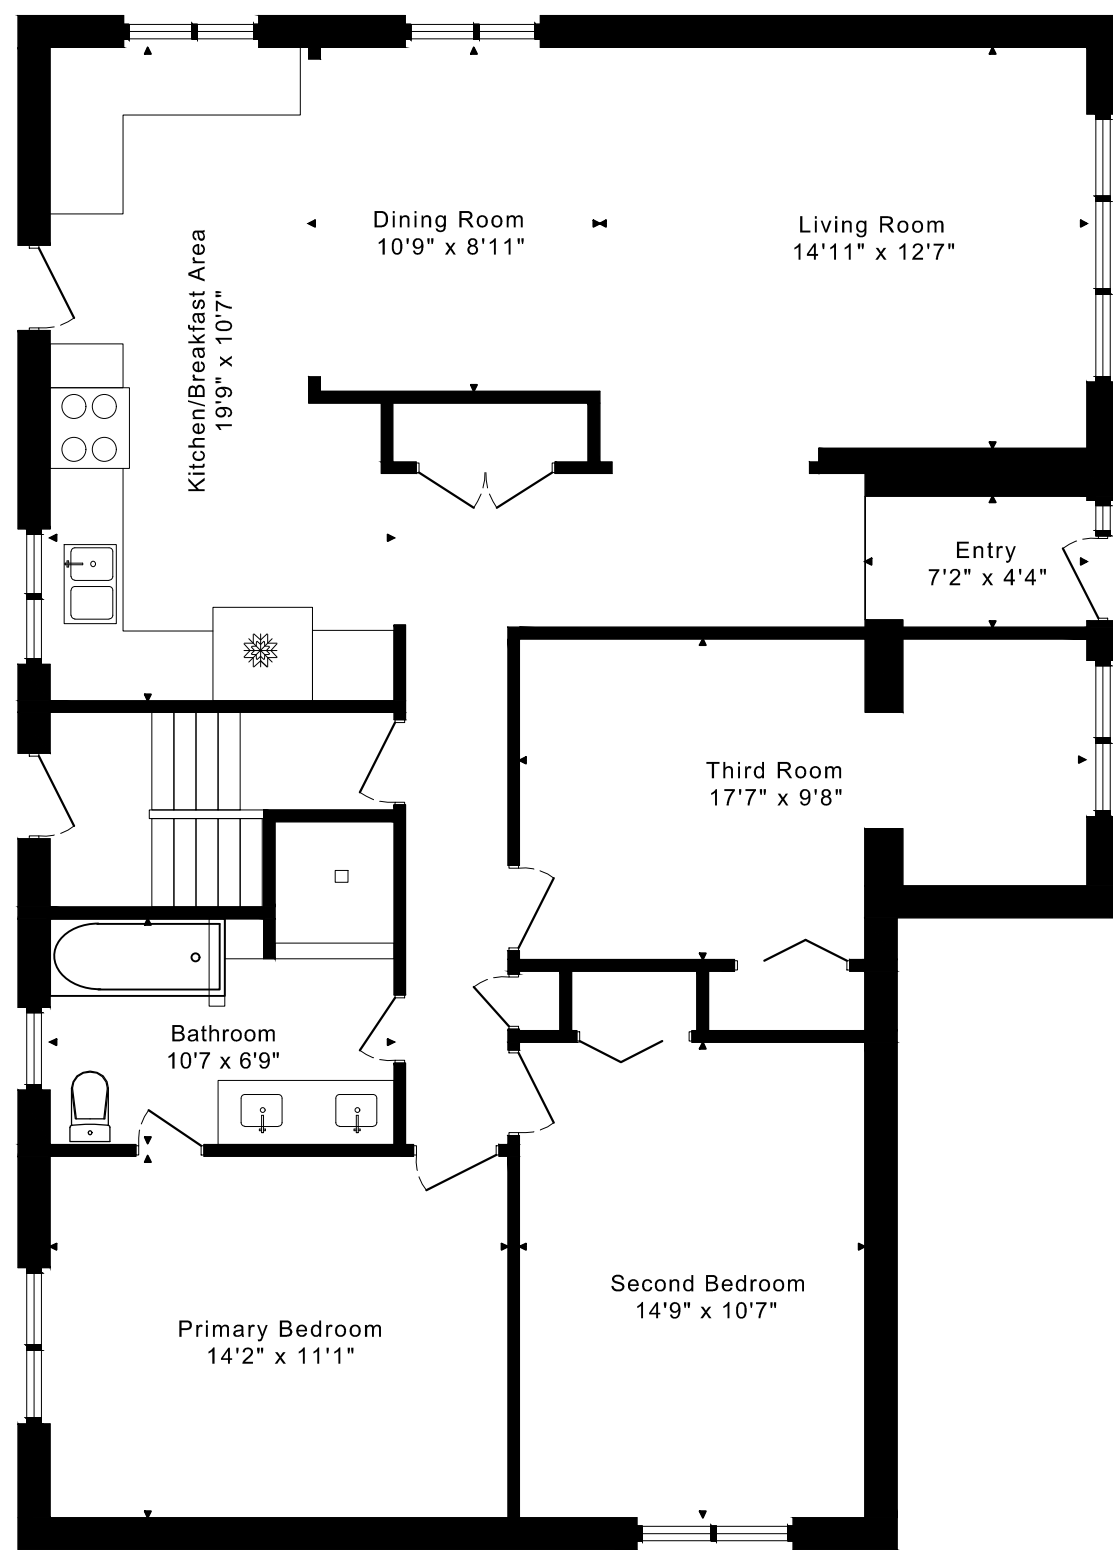 Dining Room
10'9" x 8'11"
Living Room
14'11" x 12'7"
Kitchen/Breakfast Area
19'9" x 10'7"
Entry
7'2" x 4'4"
Third Room
17'7" x 9'8"
Bathroom
10'7 x 6'9"
Second Bedroom
14'9" x 10'7"
Primary Bedroom
14'2" x 11'1"